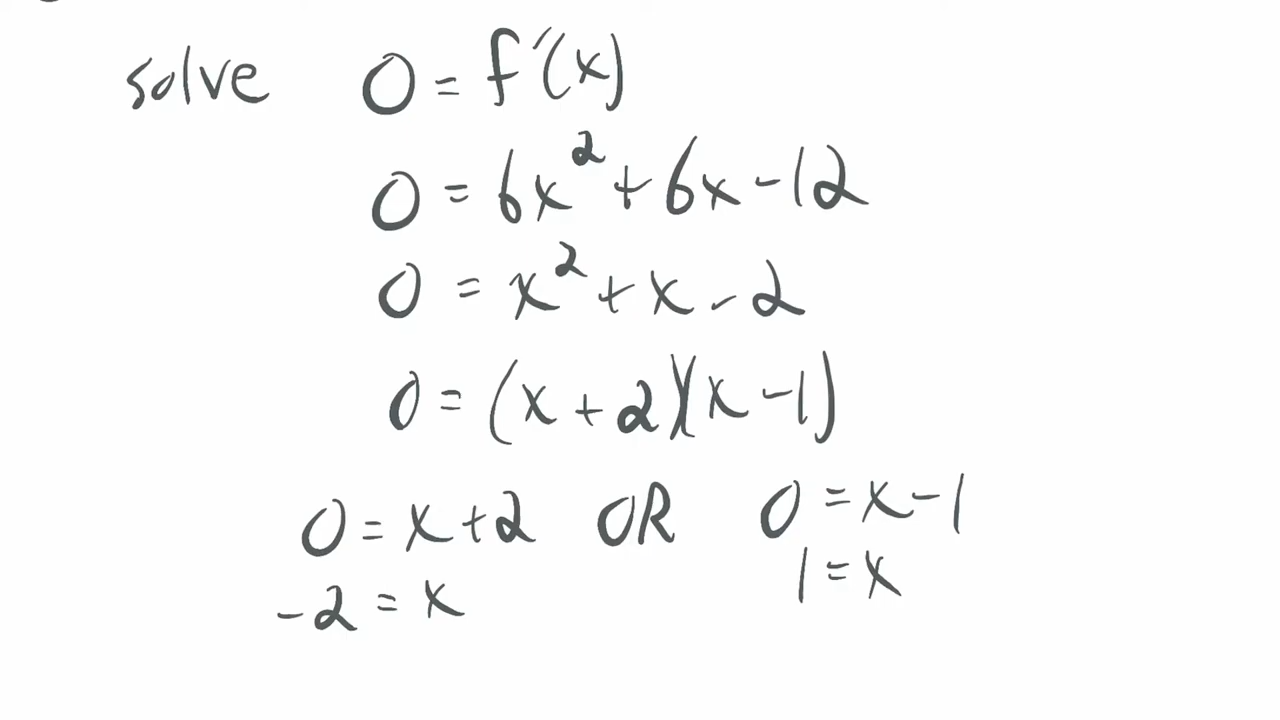 solve 0 = f'(x)
0 = 6x² + 6x - 12
0 = x² + x - 2
0 = (x + 2)(x - 1)
0 = x + 2 OR 0 = x - 1
-2 = x 1 = x